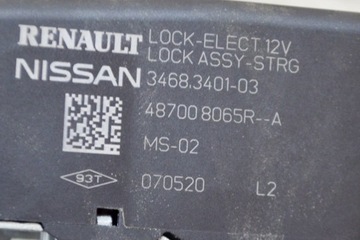 RENAULT LOCK-ELECT.12V
NISSAN LOCK ASSY-STRG
3468.3401-03
48700 8065R--A
MS-02
93T 070520 L2